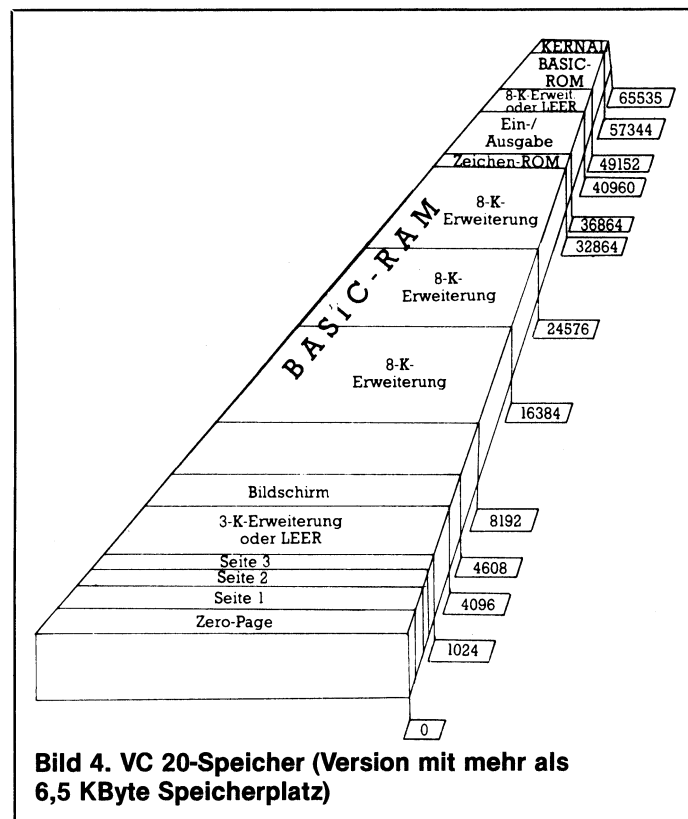 KERNAL
BASIC-
ROM
8-K-Erweit.
oder LEER
65535
Ein-/
Ausgabe
57344
Zeichen-ROM
49152
40960
8-K-
Erweiterung
36864
32864
BASIC-RAM
8-K-
Erweiterung
24576
8-K-
Erweiterung
16384
Bildschirm
8192
3-K-Erweiterung
oder LEER
4608
Seite 3
Seite 2
Seite 1
4096
Zero-Page
1024
0
Bild 4. VC 20-Speicher (Version mit mehr als
6,5 KByte Speicherplatz)